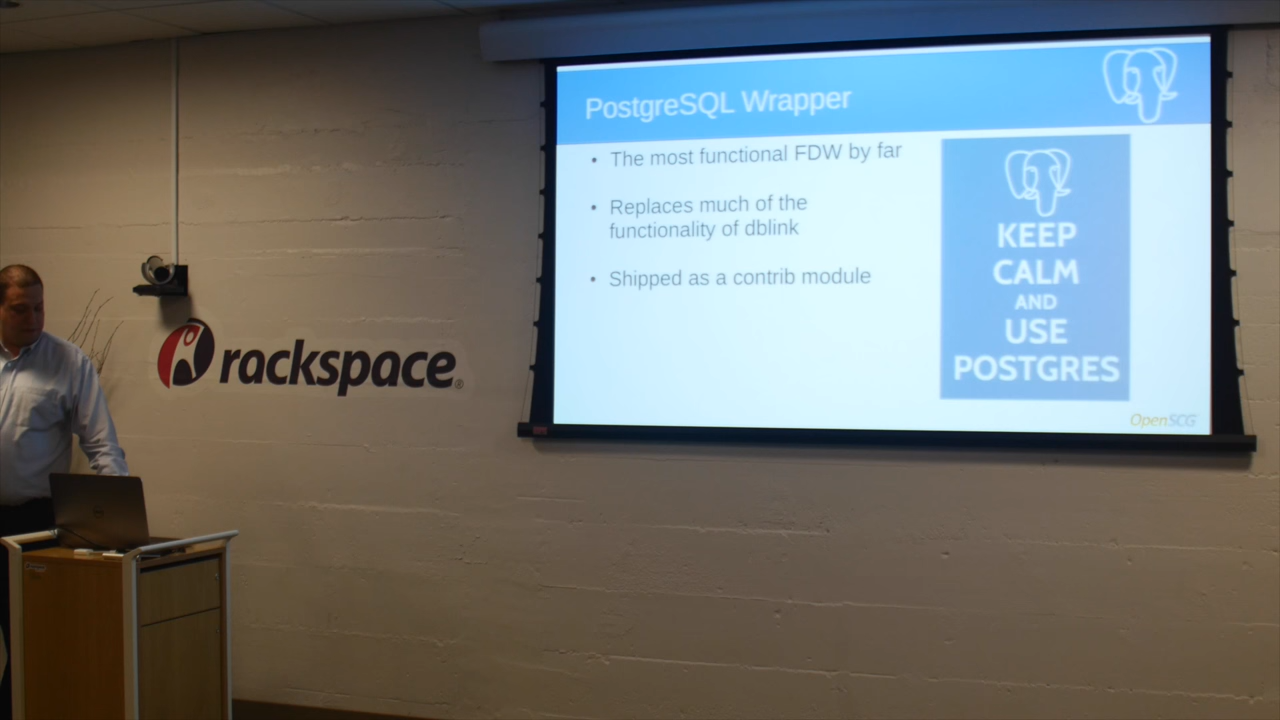 PostgreSQL Wrapper
• The most functional FDW by far
• Replaces much of the
functionality of dblink
• Shipped as a contrib module
KEEP
CALM
AND
USE
POSTGRES
OpenSCG
rackspace®